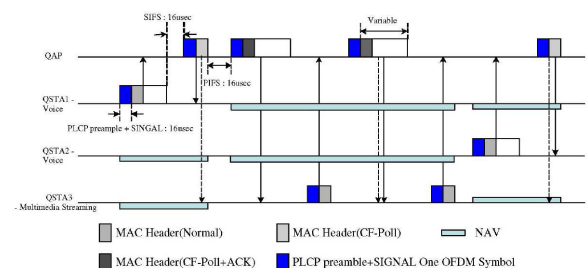 SIFS : 16usec
Variable
QAP
PIFS : 16usec
QSTA1 -
Voice
PLCP preamble + SINGAL : 16usec
QSTA2 -
Voice
QSTA3
- Multimedia Streaming
MAC Header(Normal)
MAC Header(CF-Poll)
NAV
MAC Header(CF-Poll+ACK)
PLCP preamble+SIGNAL One OFDM Symbol